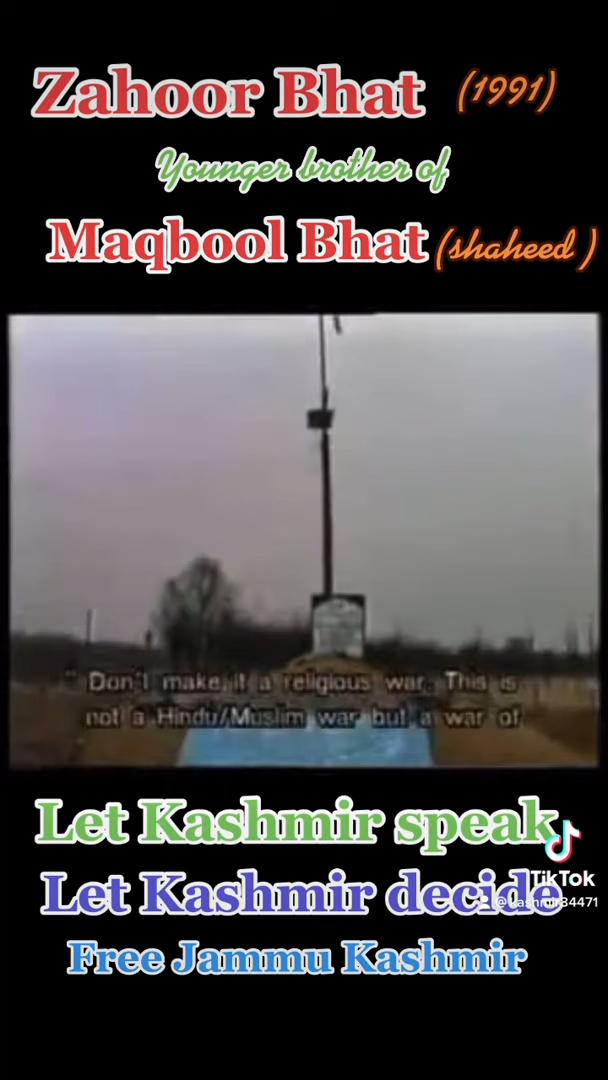 Zahoor Bhat (1991)
Younger brother of
Maqbool Bhat (shaheed )
" Don't make it a religious war. This is
not a Hindu/Muslim war but a war of
Let Kashmir speak
Let Kashmir decide
Free Jammu Kashmir
TikTok